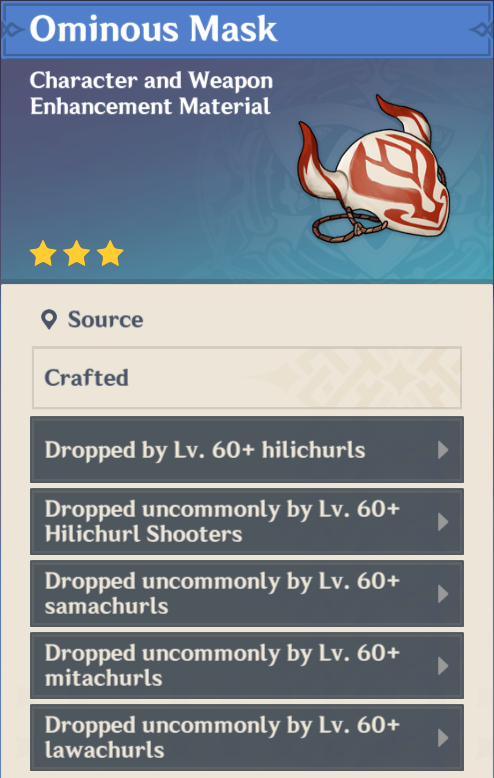 Ominous Mask
Character and Weapon
Enhancement Material
Source
Crafted
Dropped by Lv. 60+ hilichurls
Dropped uncommonly by Lv. 60+
Hilichurl Shooters
Dropped uncommonly by Lv. 60+
samachurls
Dropped uncommonly by Lv. 60+
mitachurls
Dropped uncommonly by Lv. 60+
lawachurls